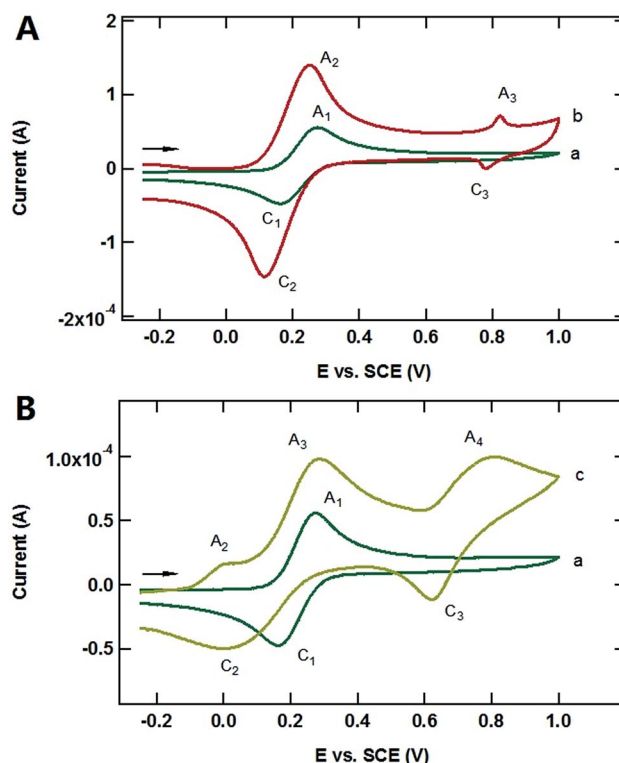 A
2
A2
A3
1
A1
b
a
0
C1
C3
-1
C2
-2x10-4
Current (A)
-0.2 0.0 0.2 0.4 0.6 0.8 1.0
E vs. SCE (V)
B
A3
A4
1.0x10-4
c
A1
0.5
A2
a
0.0
C3
C2
C1
-0.5
Current (A)
-0.2 0.0 0.2 0.4 0.6 0.8 1.0
E vs. SCE (V)